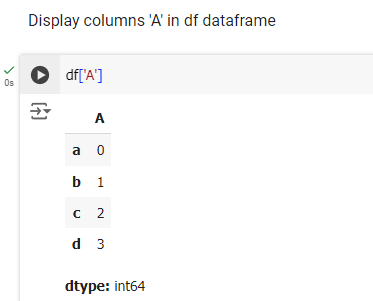 Display columns 'A' in df dataframe
0s
df['A']
A
a 0
b 1
c 2
d 3
dtype: int64